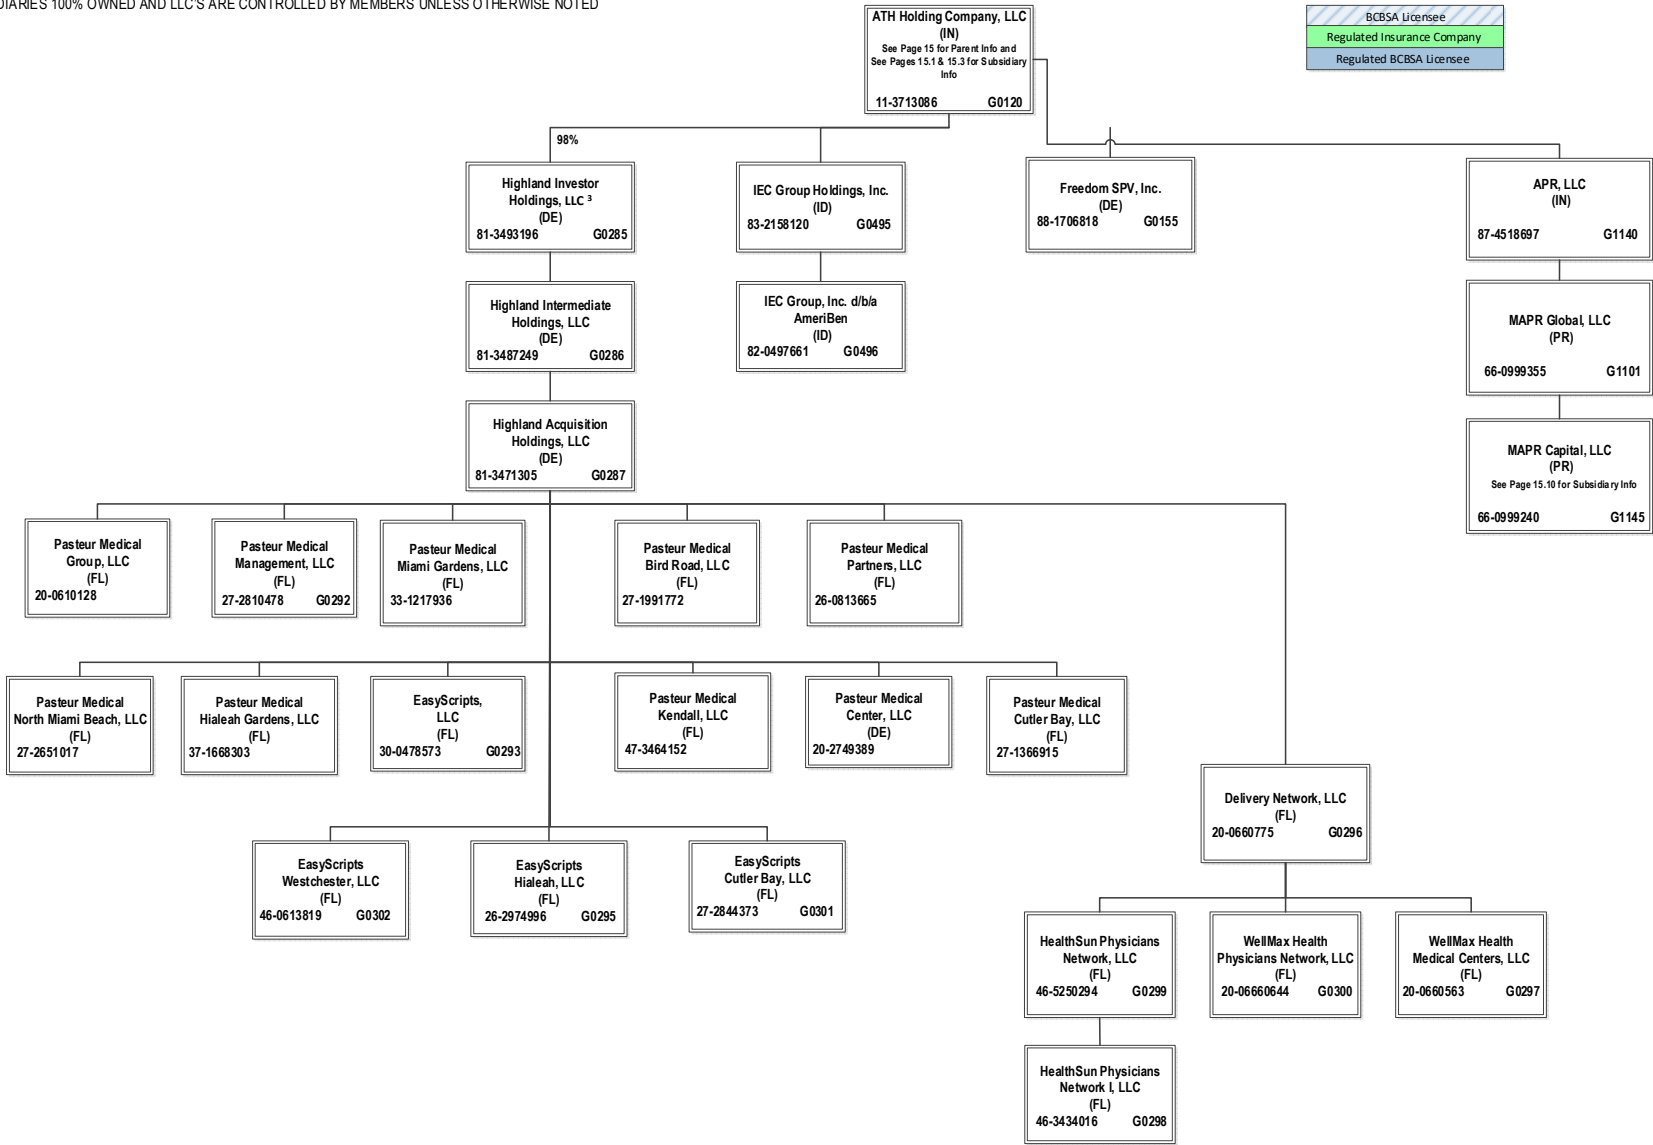 DIARIES 100% OWNED AND LLC'S ARE CONTROLLED BY MEMBERS UNLESS OTHERWISE NOTED
ATH Holding Company, LLC
(IN)
See Page 15 for Parent Info and
See Pages 15.1 & 15.3 for Subsidiary
Info
11-3713086 G0120
BCBSA Licensee
Regulated Insurance Company
Regulated BCBSA Licensee
98%
Highland Investor
Holdings, LLC ³
(DE)
81-3493196 G0285
IEC Group Holdings, Inc.
(ID)
83-2158120 G0495
Freedom SPV, Inc.
(DE)
88-1706818 G0155
APR, LLC
(IN)
87-4518697 G1140
Highland Intermediate
Holdings, LLC
(DE)
81-3487249 G0286
IEC Group, Inc. d/b/a
AmeriBen
(ID)
82-0497661 G0496
MAPR Global, LLC
(PR)
66-0999355 G1101
Highland Acquisition
Holdings, LLC
(DE)
81-3471305 G0287
MAPR Capital, LLC
(PR)
See Page 15.10 for Subsidiary Info
66-0999240 G1145
Pasteur Medical
Group, LLC
(FL)
20-0610128
Pasteur Medical
Management, LLC
(FL)
27-2810478 G0292
Pasteur Medical
Miami Gardens, LLC
(FL)
33-1217936
Pasteur Medical
Bird Road, LLC
(FL)
27-1991772
Pasteur Medical
Partners, LLC
(FL)
26-0813665
Pasteur Medical
North Miami Beach, LLC
(FL)
27-2651017
Pasteur Medical
Hialeah Gardens, LLC
(FL)
37-1668303
EasyScripts,
LLC
(FL)
30-0478573 G0293
Pasteur Medical
Kendall, LLC
(FL)
47-3464152
Pasteur Medical
Center, LLC
(DE)
20-2749389
Pasteur Medical
Cutler Bay, LLC
(FL)
27-1366915
Delivery Network, LLC
(FL)
20-0660775 G0296
EasyScripts
Westchester, LLC
(FL)
46-0613819 G0302
EasyScripts
Hialeah, LLC
(FL)
26-2974996 G0295
EasyScripts
Cutler Bay, LLC
(FL)
27-2844373 G0301
HealthSun Physicians
Network, LLC
(FL)
46-5250294 G0299
WellMax Health
Physicians Network, LLC
(FL)
20-06660644 G0300
WellMax Health
Medical Centers, LLC
(FL)
20-0660563 G0297
HealthSun Physicians
Network I, LLC
(FL)
46-3434016 G0298